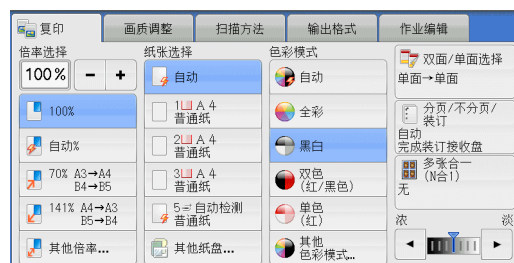 复印
画质调整
扫描方法
输出格式
作业编辑
倍率选择
100%
-
+
100%
自动%
70% A3→A4
B4→B5
141% A4→A3
B5→B4
其他倍率...
纸张选择
自动
1 A4
普通纸
2 A4
普通纸
3 A4
普通纸
5 自动检测
普通纸
其他纸盘...
色彩模式
自动
全彩
黑白
双色
(红/黑色)
单色
(红)
其他
色彩模式...
双面/单面选择
单面→单面
分页/不分页/
装订
自动
完成装订接收盘
多张合一
(N合1)
无
浓
淡